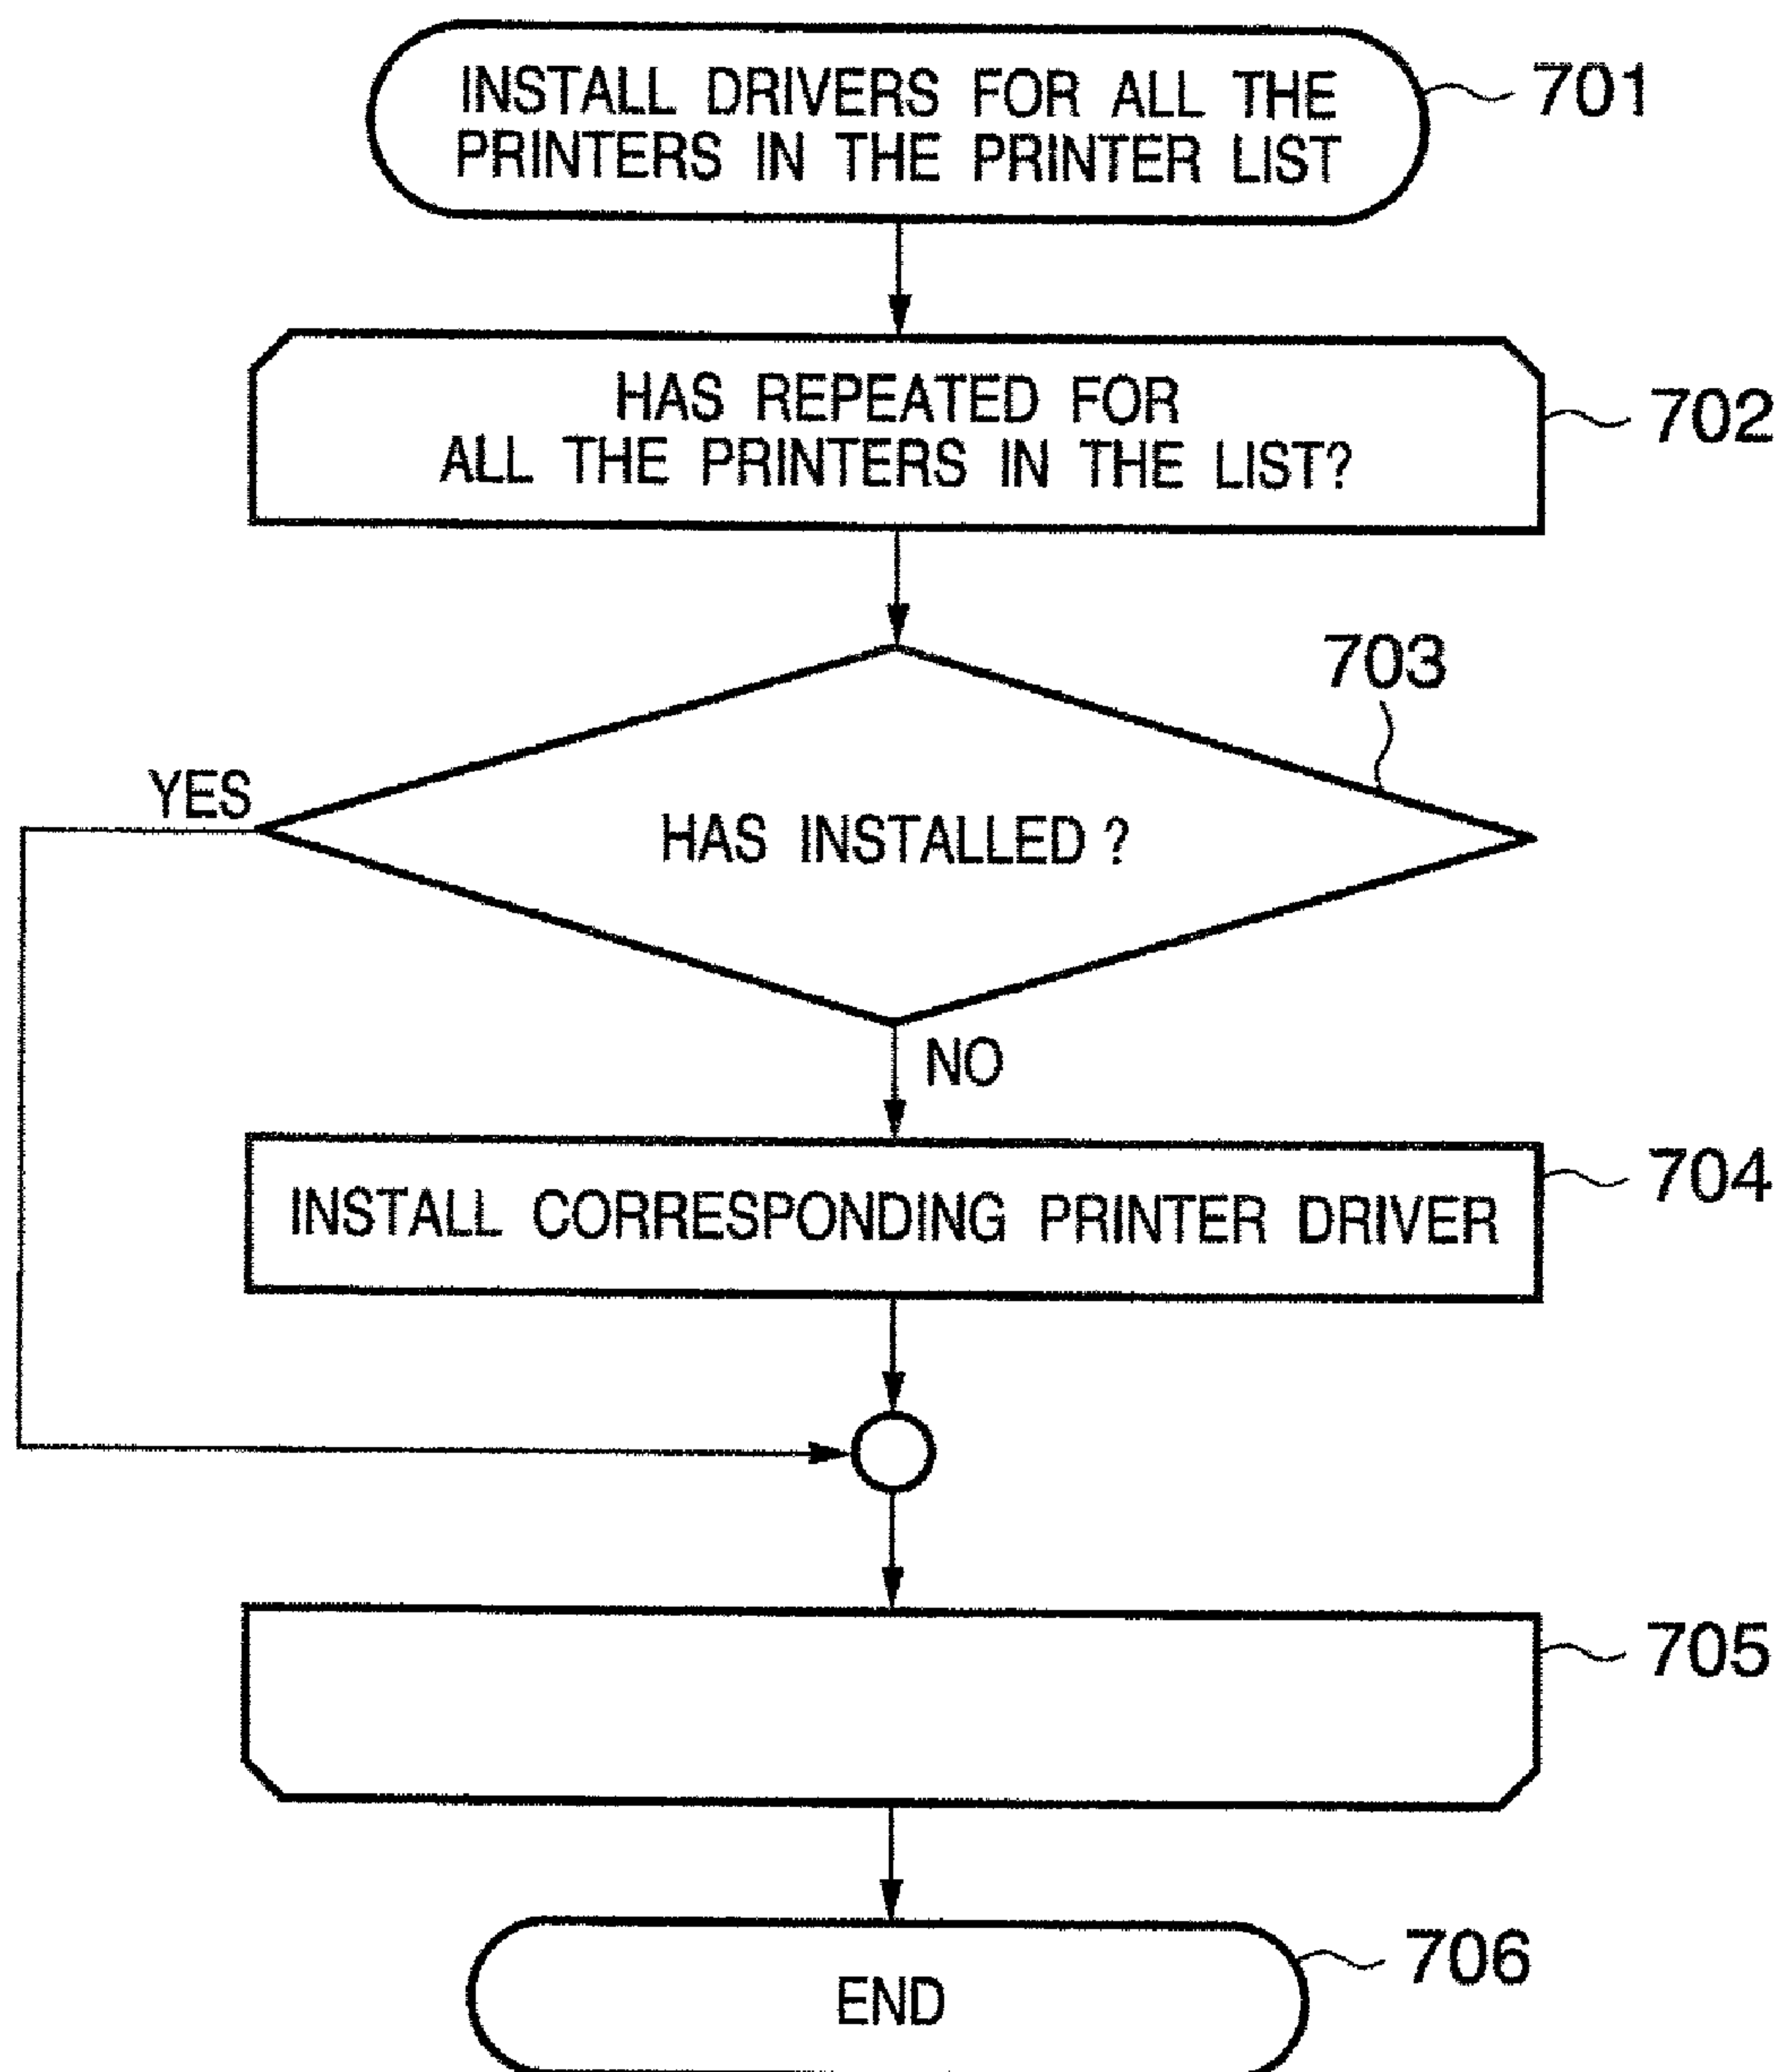 INSTALL DRIVERS FOR ALL THE
PRINTERS IN THE PRINTER LIST
701
HAS REPEATED FOR
ALL THE PRINTERS IN THE LIST?
702
703
YES
HAS INSTALLED ?
NO
INSTALL CORRESPONDING PRINTER DRIVER
704
705
706
END